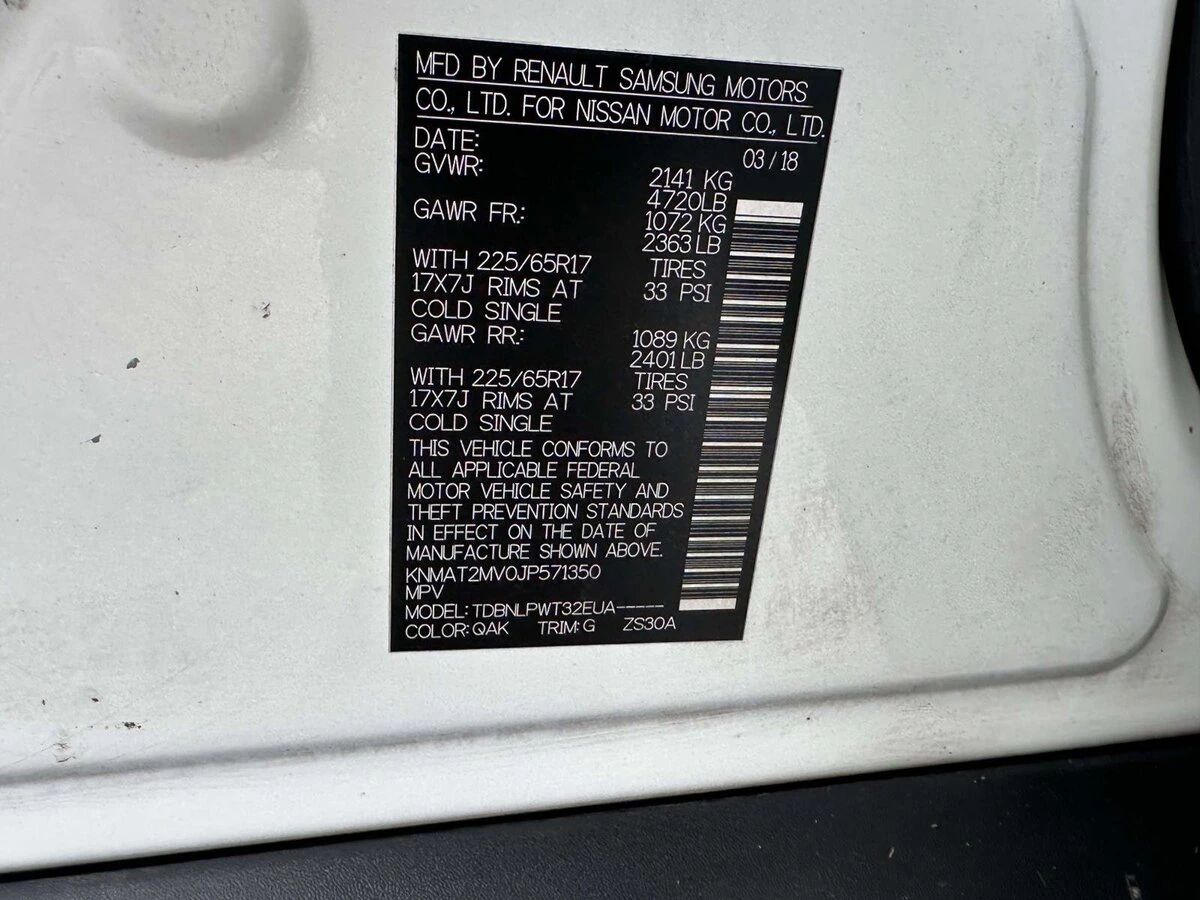 MFD BY RENAULT SAMSUNG MOTORS
CO., LTD. FOR NISSAN MOTOR CO., LTD.
DATE: 03/18
GVWR: 2141 KG
4720LB
GAWR FR.: 1072 KG
2363 LB
WITH 225/65R17 TIRES
17X7J RIMS AT 33 PSI
COLD SINGLE
GAWR RR.: 1089 KG
2401 LB
WITH 225/65R17 TIRES
17X7J RIMS AT 33 PSI
COLD SINGLE
THIS VEHICLE CONFORMS TO
ALL APPLICABLE FEDERAL
MOTOR VEHICLE SAFETY AND
THEFT PREVENTION STANDARDS
IN EFFECT ON THE DATE OF
MANUFACTURE SHOWN ABOVE.
KNMAT2MV0JP571350
MPV
MODEL: TDBNLPWT32EUA-----
COLOR: QAK TRIM: G ZS30A